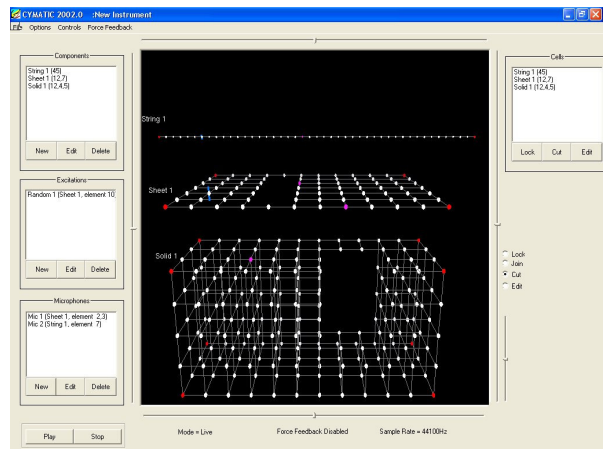 CYMATIC 2002.0 :New Instrument
File Options Controls Force Feedback
Components
String 1 (45)
Sheet 1 (12,7)
Solid 1 (12,4,5)
New Edit Delete
Excitations
Random 1 (Sheet 1, element 10
New Edit Delete
Microphones
Mic 1 (Sheet 1, element 2,3)
Mic 2 (String 1, element 7)
New Edit Delete
Play Stop
String 1
Sheet 1
Solid 1
Mode = Live Force Feedback Disabled Sample Rate = 44100Hz
Cells
String 1 (45)
Sheet 1 (12,7)
Solid 1 (12,4,5)
Lock Cut Edit
Lock
Join
Cut
Edit